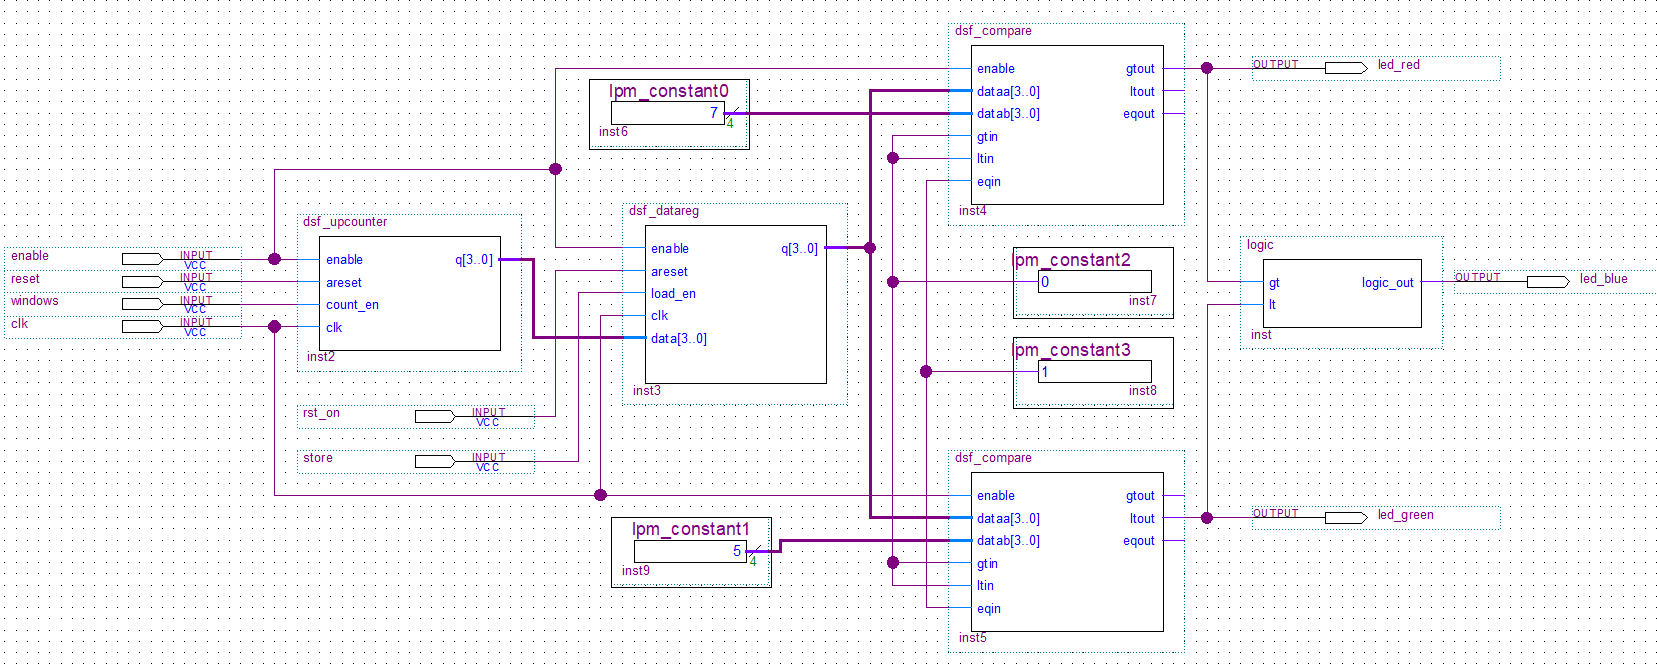 dsf_compare
enable
dataa[3..0]
datab[3..0]
gtin
ltin
eqin
gtout
ltout
eqout
inst4
OUTPUT
led_red
lpm_constant0
7
4
inst6
dsf_upcounter
enable
areset
count_en
clk
q[3..0]
inst2
enable
INPUT
VCC
reset
INPUT
VCC
windows
INPUT
VCC
clk
INPUT
VCC
dsf_datareg
enable
areset
load_en
clk
data[3..0]
q[3..0]
inst3
rst_on
INPUT
VCC
store
INPUT
VCC
lpm_constant2
0
inst7
lpm_constant3
1
inst8
logic
gt
lt
logic_out
inst
OUTPUT
led_blue
lpm_constant1
5
4
inst9
dsf_compare
enable
dataa[3..0]
datab[3..0]
gtin
ltin
eqin
gtout
ltout
eqout
inst5
OUTPUT
led_green